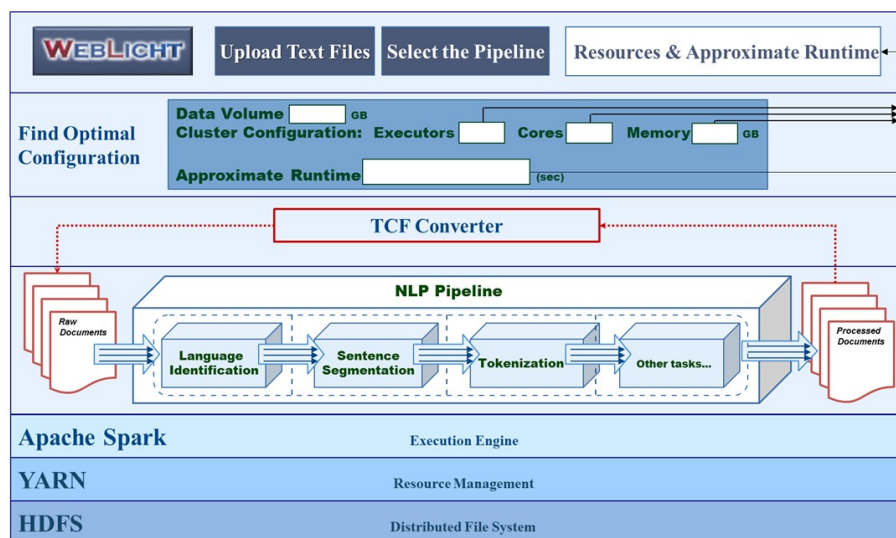 WEBLICHT
Upload Text Files
Select the Pipeline
Resources & Approximate Runtime
Find Optimal
Configuration
Data Volume GB
Cluster Configuration: Executors Cores Memory GB
Approximate Runtime (sec)
TCF Converter
NLP Pipeline
Raw
Documents
Language
Identification
Sentence
Segmentation
Tokenization
Other tasks...
Processed
Documents
Apache Spark Execution Engine
YARN Resource Management
HDFS Distributed File System